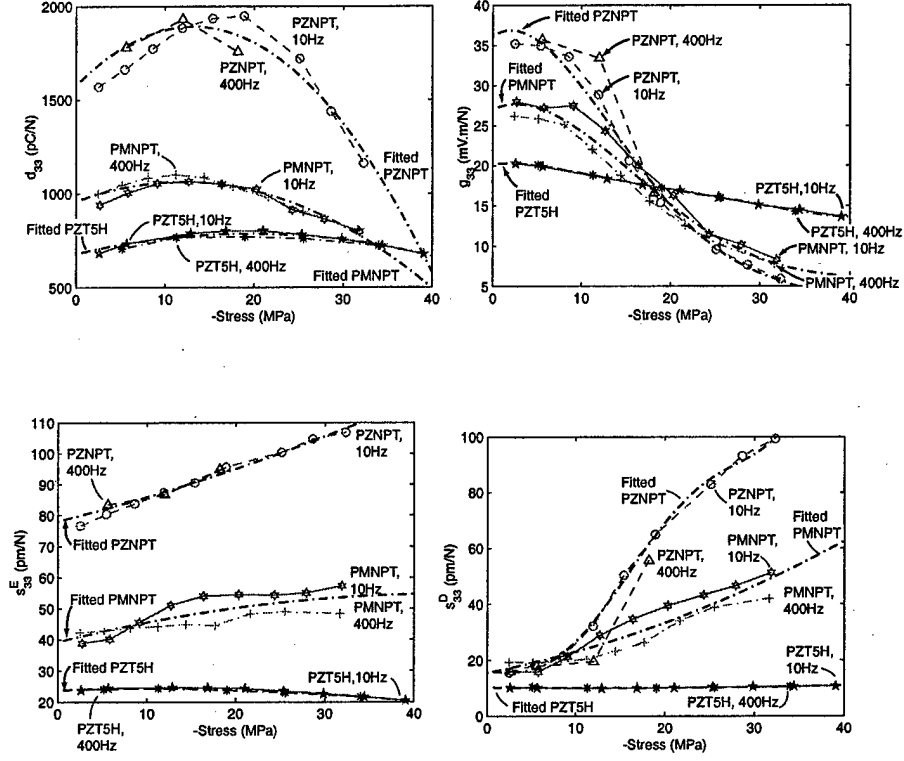 2000
1500
1000
500
0
10
20
30
40
d33 (pC/N)
-Stress (MPa)
PZNPT,
10Hz
PZNPT,
400Hz
PMNPT,
400Hz
PMNPT,
10Hz
Fitted
PZNPT
Fitted PZT5H
PZT5H, 10Hz
PZT5H, 400Hz
Fitted PMNPT
40
35
30
25
20
15
10
5
0
10
20
30
40
g33 (mV.m/N)
-Stress (MPa)
Fitted PZNPT
PZNPT, 400Hz
Fitted
PMNPT
PZNPT,
10Hz
Fitted
PZT5H
PZT5H, 10Hz
PZT5H, 400Hz
PMNPT, 10Hz
PMNPT, 400Hz
110
100
90
80
70
60
50
40
30
20
0
10
20
30
40
sE33 (pm/N)
-Stress (MPa)
PZNPT,
400Hz
PZNPT,
10Hz
Fitted PZNPT
PMNPT,
10Hz
Fitted PMNPT
PMNPT,
400Hz
Fitted PZT5H
PZT5H,
10Hz
PZT5H,
400Hz
100
80
60
40
20
0
0
10
20
30
40
sD33 (pm/N)
-Stress (MPa)
Fitted
PZNPT
PZNPT,
10Hz
Fitted
PMNPT
PMNPT,
10Hz
PZNPT,
400Hz
PMNPT,
400Hz
PZT5H,
10Hz
Fitted PZT5H
PZT5H, 400Hz